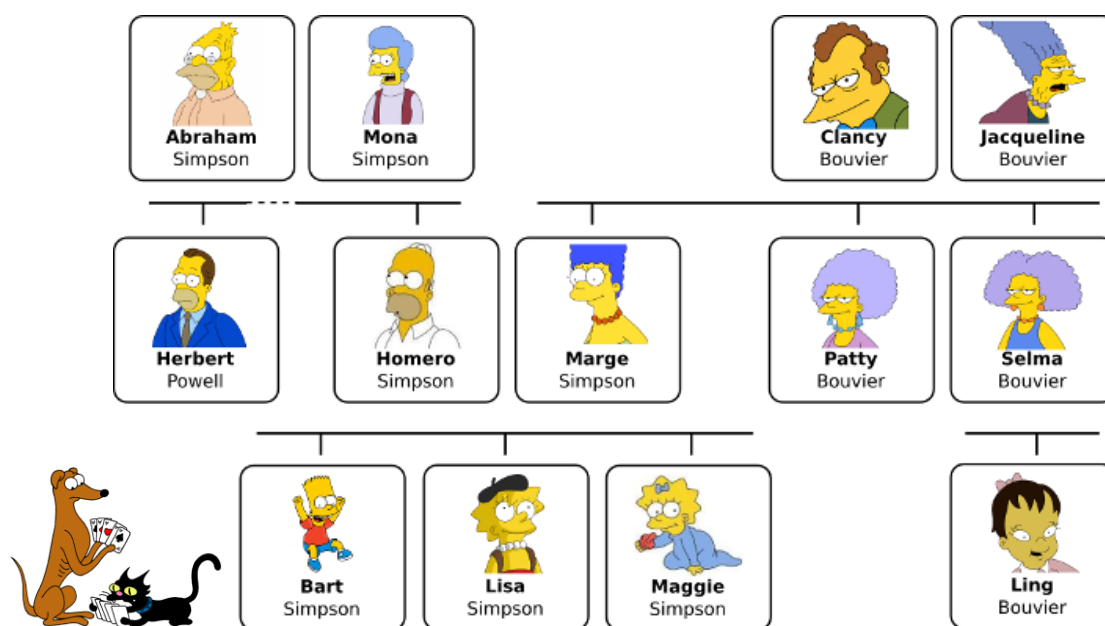 Abraham
Simpson
Mona
Simpson
Clancy
Bouvier
Jacqueline
Bouvier
Herbert
Powell
Homero
Simpson
Marge
Simpson
Patty
Bouvier
Selma
Bouvier
Bart
Simpson
Lisa
Simpson
Maggie
Simpson
Ling
Bouvier